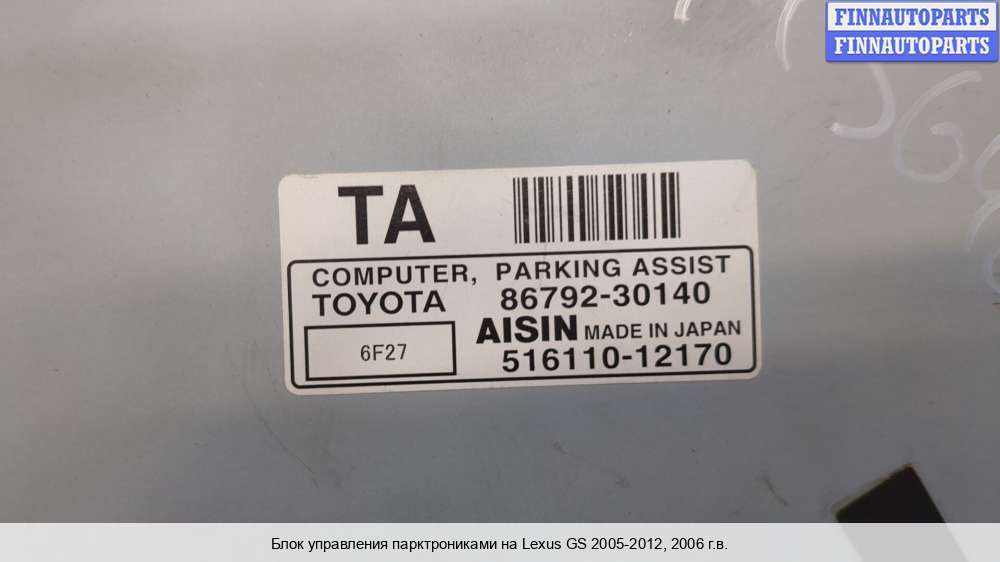 FINNAUTOPARTS
FINNAUTOPARTS
TA
COMPUTER, PARKING ASSIST
TOYOTA 86792-30140
AISIN MADE IN JAPAN
6F27
516110-12170
Блок управления парктрониками на Lexus GS 2005-2012, 2006 г.в.